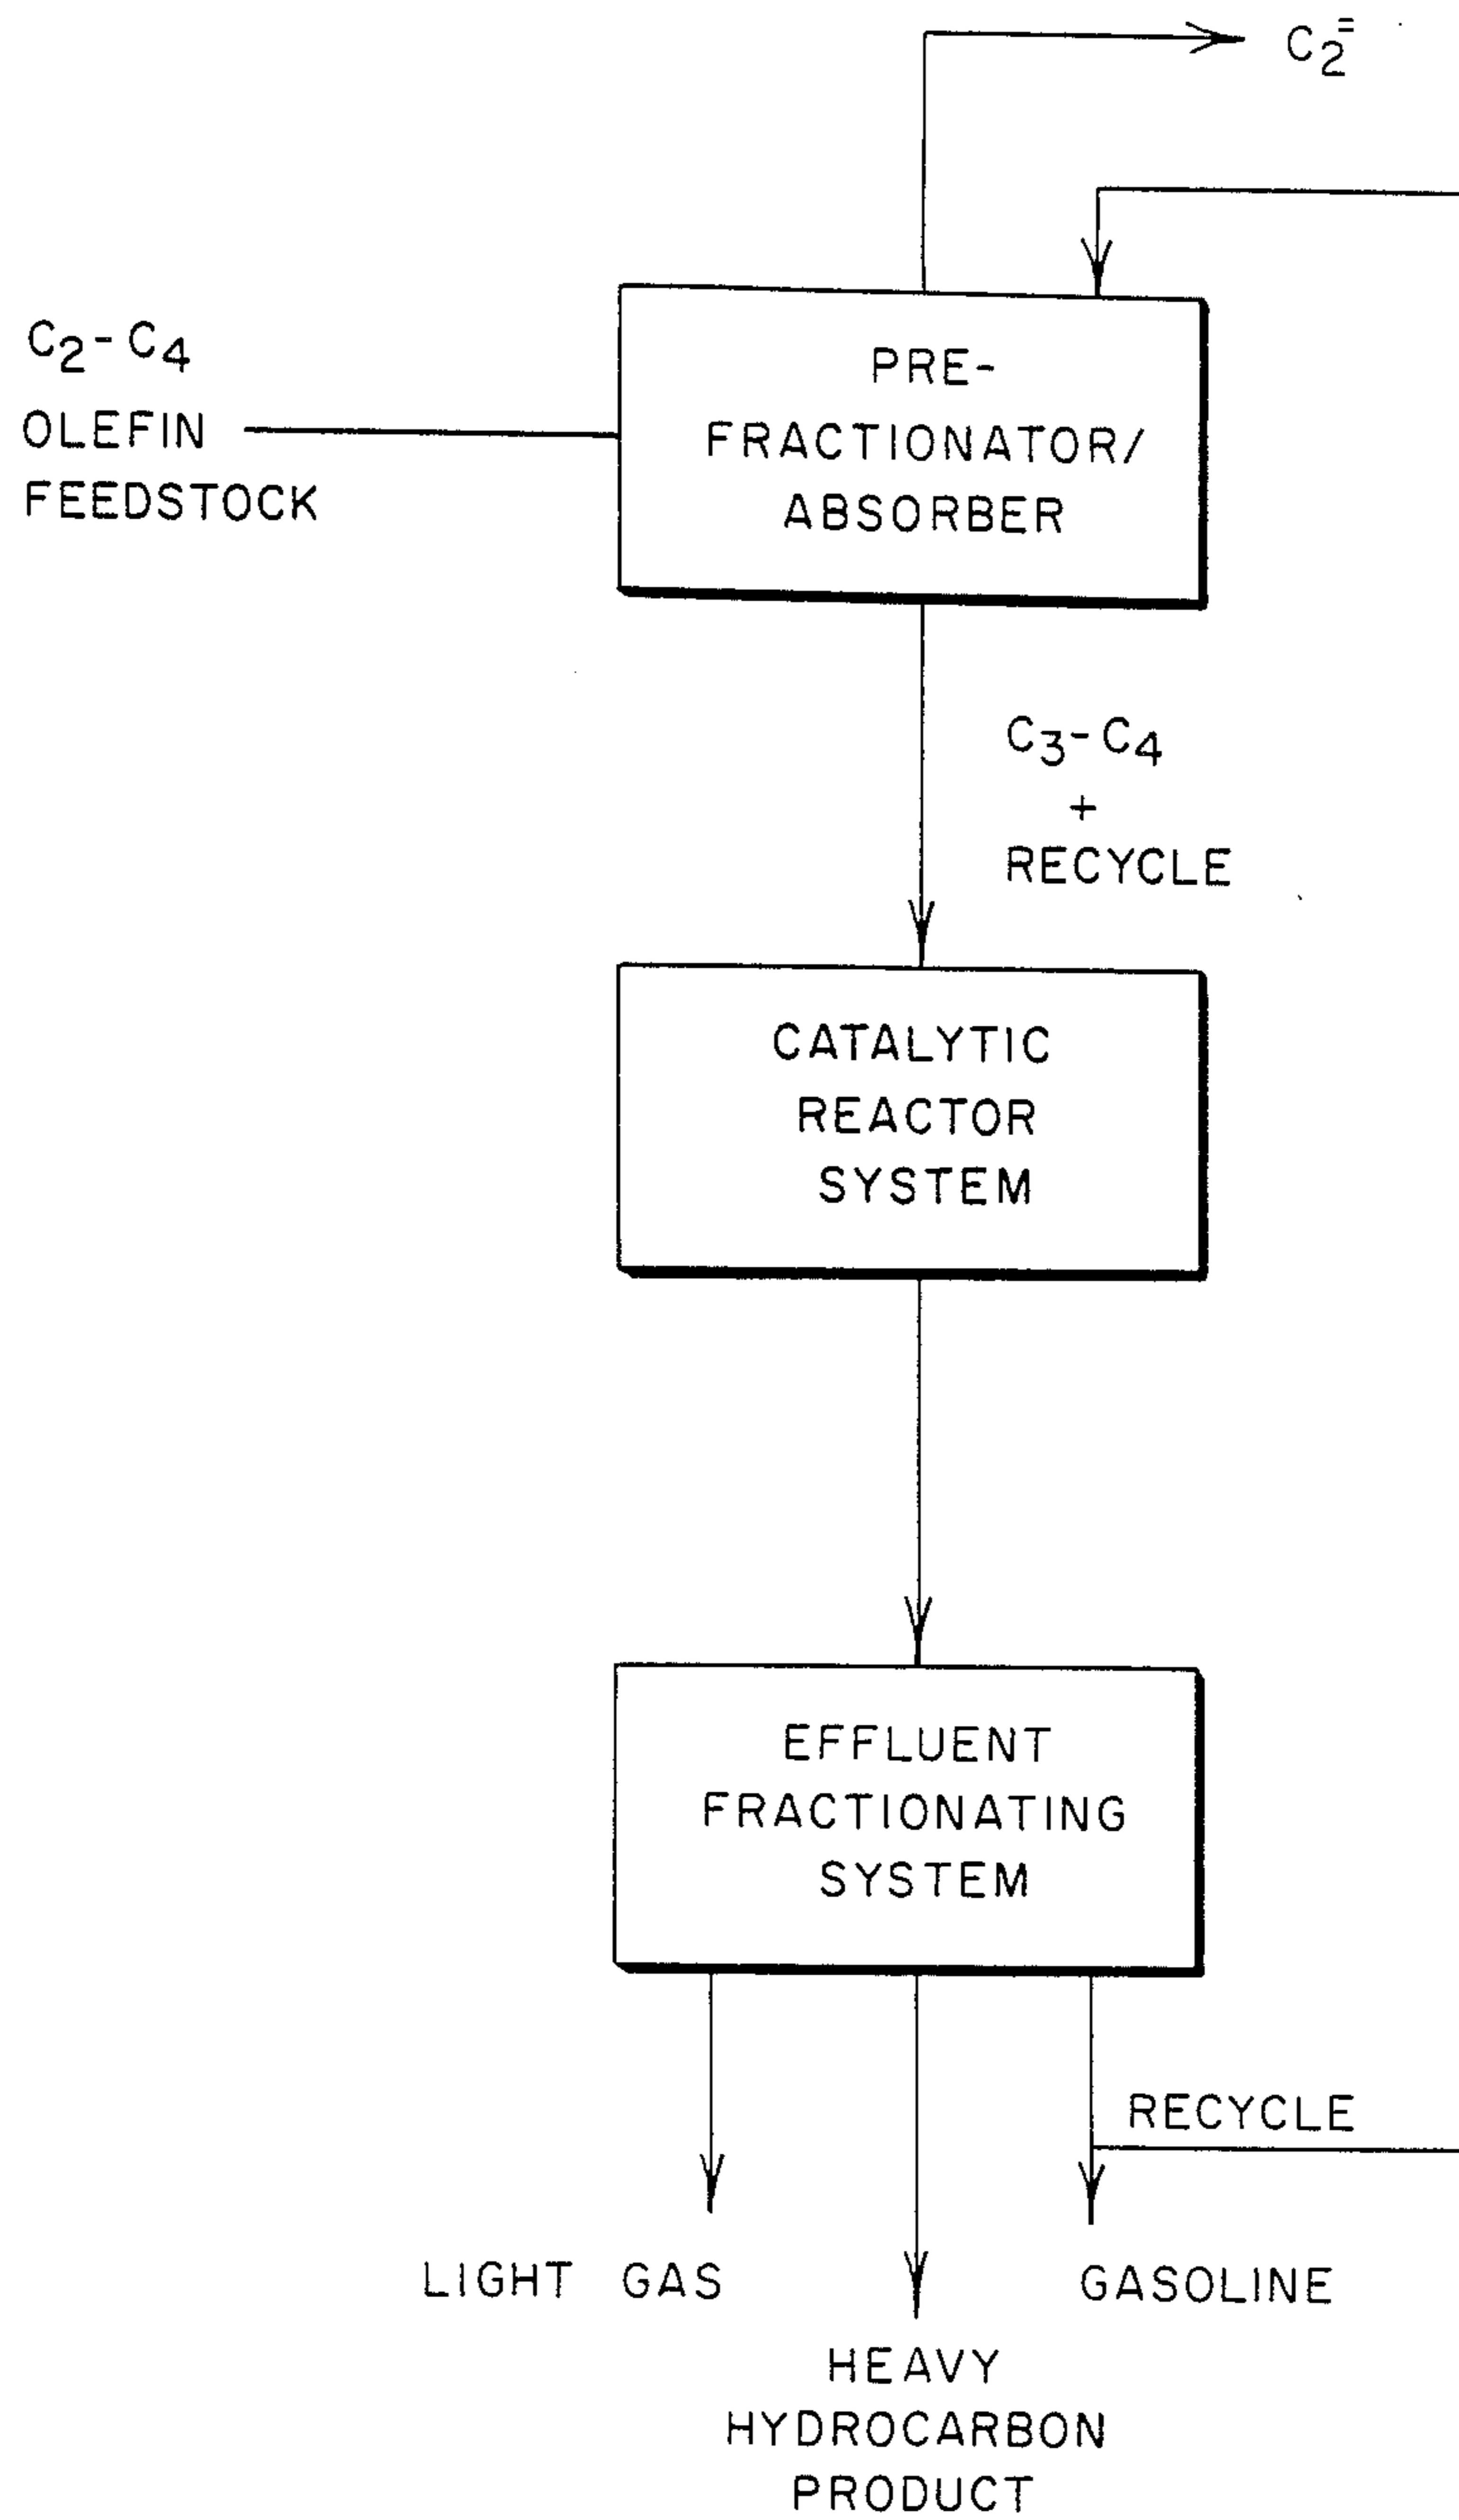 C₂⁼
C₂-C₄
OLEFIN
FEEDSTOCK
PRE-
FRACTIONATOR/
ABSORBER
C₃-C₄
+
RECYCLE
CATALYTIC
REACTOR
SYSTEM
EFFLUENT
FRACTIONATING
SYSTEM
RECYCLE
LIGHT GAS
GASOLINE
HEAVY
HYDROCARBON
PRODUCT